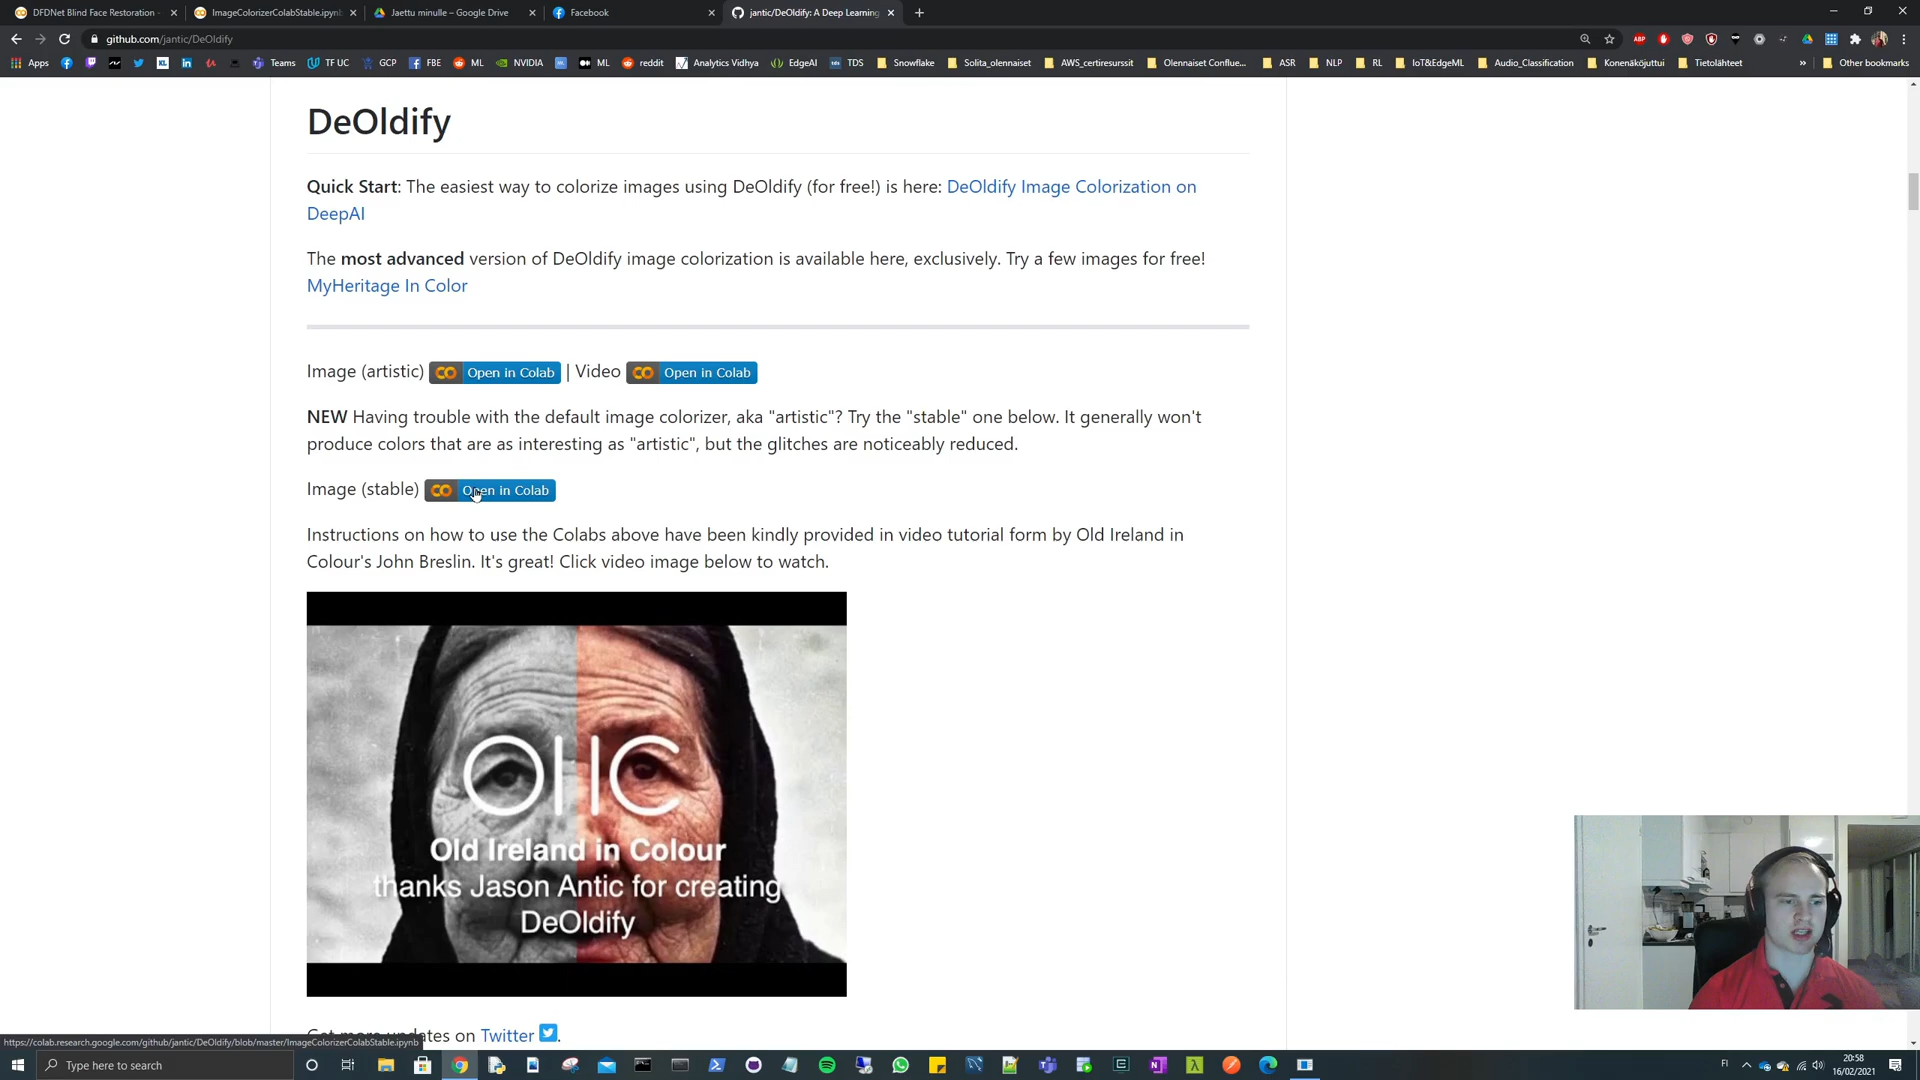 DFDNet Blind Face Restoration -
ImageColorizerColabStable.ipynb
Jaettu minulle – Google Drive
Facebook
jantic/DeOldify: A Deep Learning
github.com/jantic/DeOldify
Apps
Teams
TF UC
GCP
FBE
ML
NVIDIA
ML
reddit
Analytics Vidhya
EdgeAI
TDS
Snowflake
Solita_olennaiset
AWS_certiresurssit
Olennaiset Conflue...
ASR
NLP
RL
IoT&EdgeML
Audio_Classification
Konenäköjuttui
Tietolähteet
»
Other bookmarks
DeOldify
Quick Start: The easiest way to colorize images using DeOldify (for free!) is here: DeOldify Image Colorization on
DeepAI
The most advanced version of DeOldify image colorization is available here, exclusively. Try a few images for free!
MyHeritage In Color
Image (artistic) Open in Colab | Video Open in Colab
NEW Having trouble with the default image colorizer, aka "artistic"? Try the "stable" one below. It generally won't
produce colors that are as interesting as "artistic", but the glitches are noticeably reduced.
Image (stable) Open in Colab
Instructions on how to use the Colabs above have been kindly provided in video tutorial form by Old Ireland in
Colour's John Breslin. It's great! Click video image below to watch.
OIIC
Old Ireland in Colour
thanks Jason Antic for creating
DeOldify
Get more updates on Twitter .
https://colab.research.google.com/github/jantic/DeOldify/blob/master/ImageColorizerColabStable.ipynb
Type here to search
FI
20:58
16/02/2021